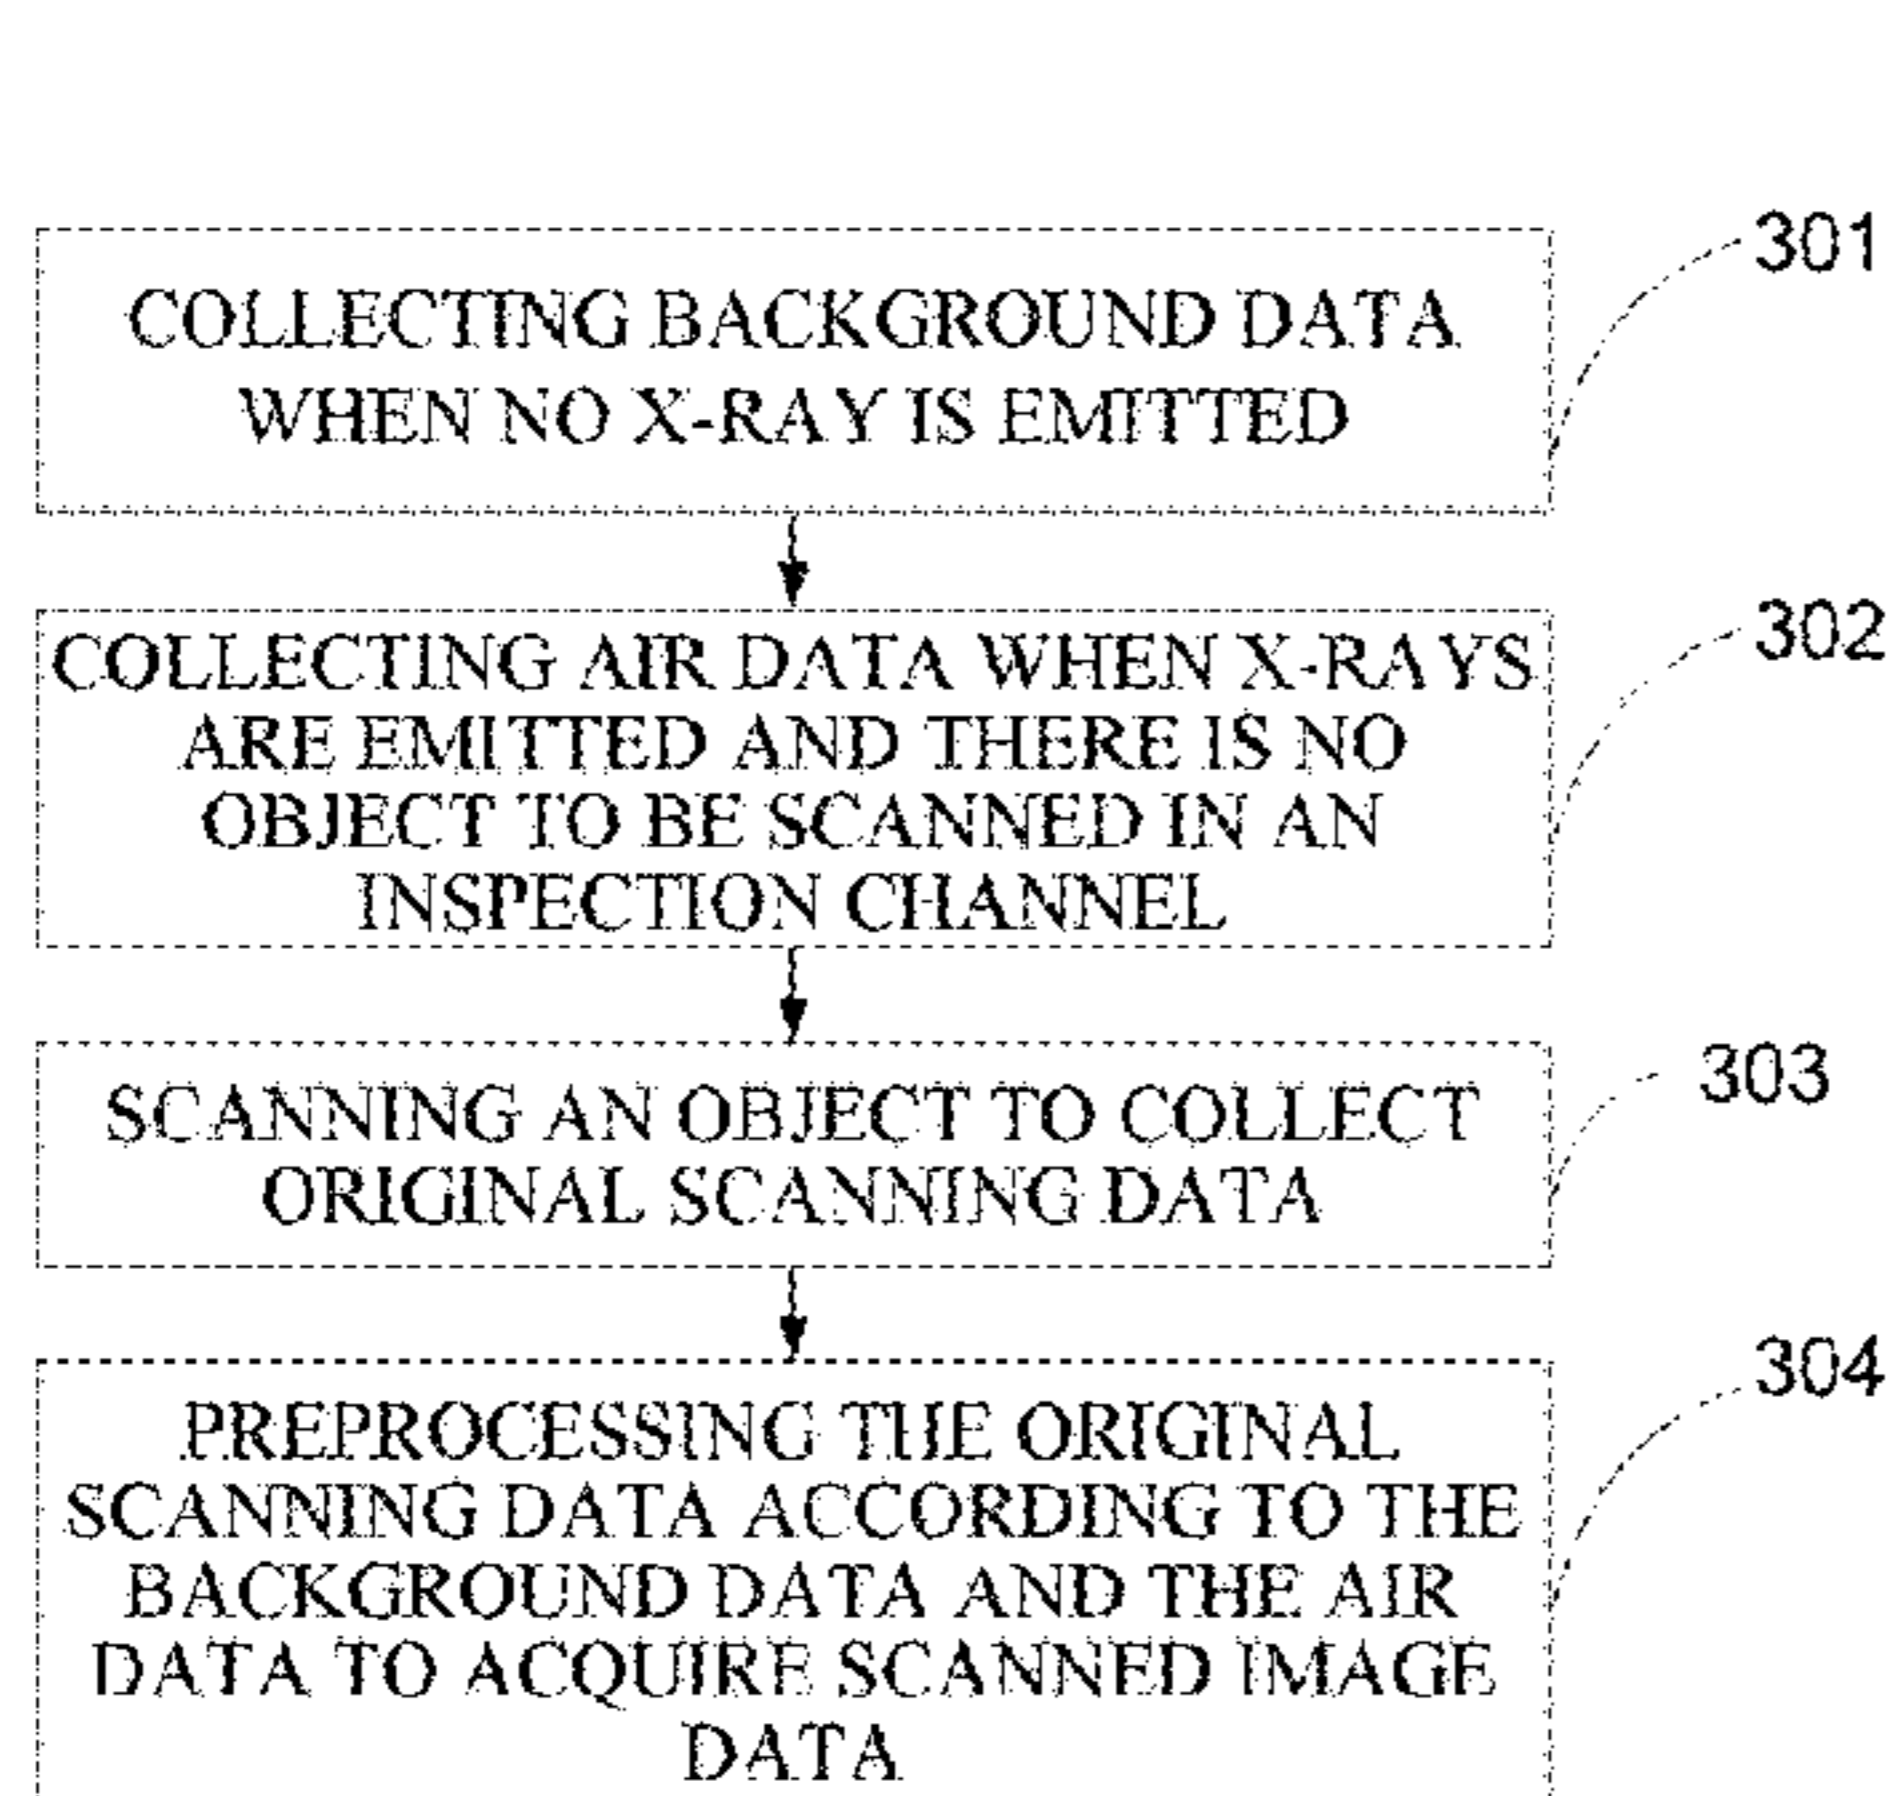 301
COLLECTING BACKGROUND DATA
WHEN NO X-RAY IS EMITTED
302
COLLECTING AIR DATA WHEN X-RAYS
ARE EMITTED AND THERE IS NO
OBJECT TO BE SCANNED IN AN
INSPECTION CHANNEL
303
SCANNING AN OBJECT TO COLLECT
ORIGINAL SCANNING DATA
304
PREPROCESSING THE ORIGINAL
SCANNING DATA ACCORDING TO THE
BACKGROUND DATA AND THE AIR
DATA TO ACQUIRE SCANNED IMAGE
DATA